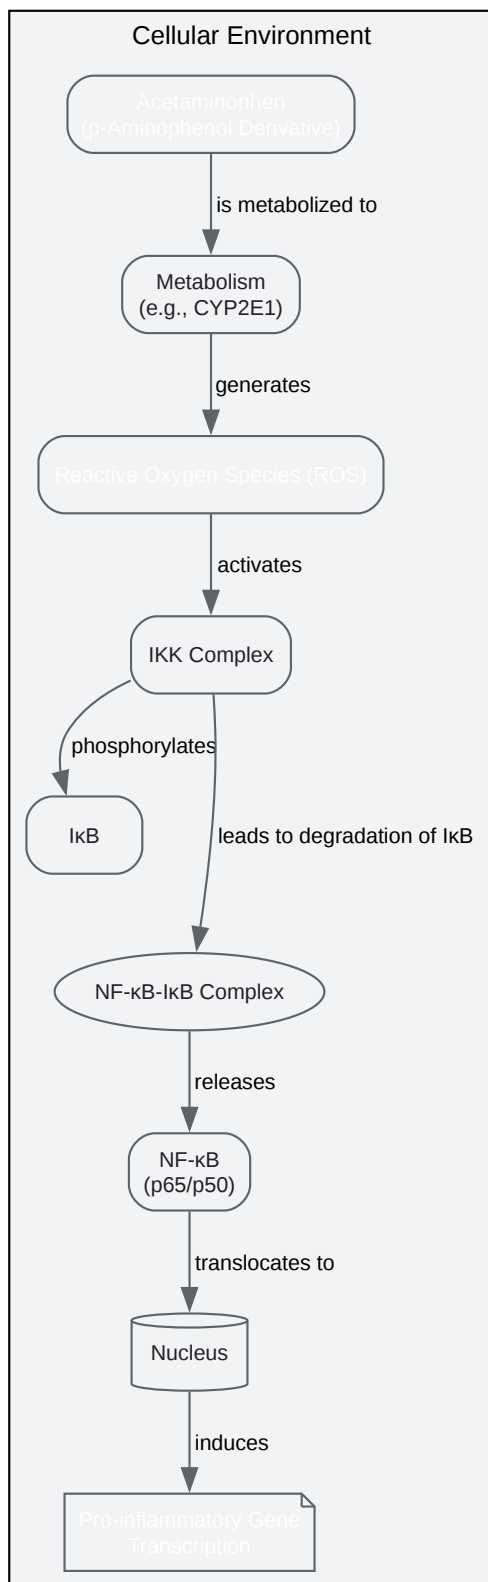 Cellular Environment
Acetaminophen
(p-Aminophenol Derivative)
is metabolized to
Metabolism
(e.g., CYP2E1)
generates
Reactive Oxygen Species (ROS)
activates
IKK Complex
phosphorylates
IκB
leads to degradation of IκB
NF-κB-IκB Complex
releases
NF-κB
(p65/p50)
translocates to
Nucleus
induces
Pro-inflammatory Gene
Transcription